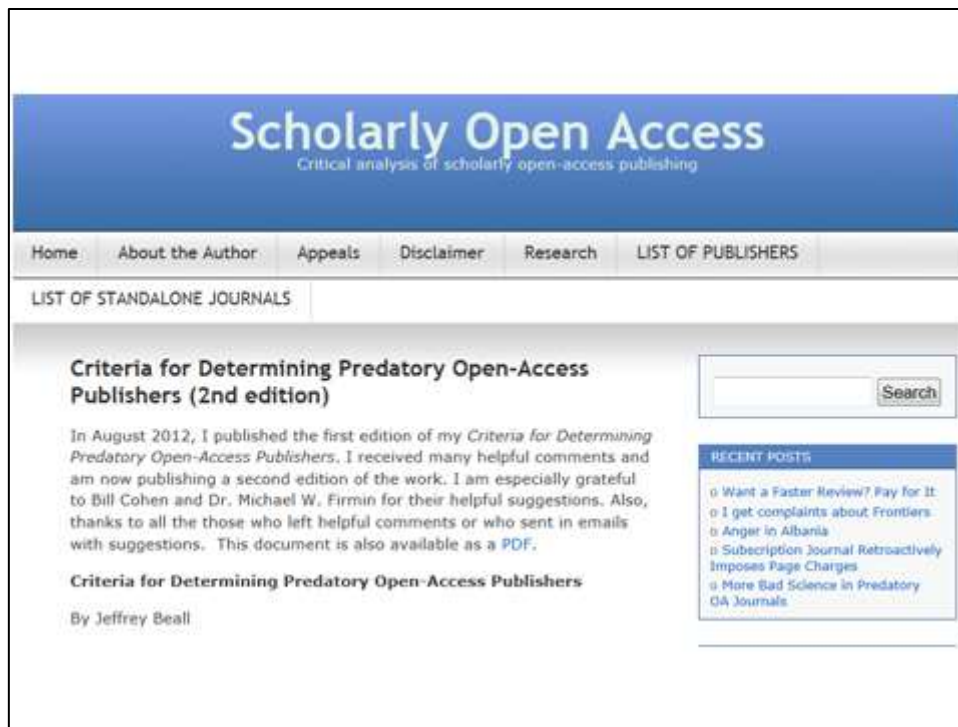 Scholarly Open Access
Critical analysis of scholarly open-access publishing
Home About the Author Appeals Disclaimer Research LIST OF PUBLISHERS
LIST OF STANDALONE JOURNALS
Criteria for Determining Predatory Open-Access
Publishers (2nd edition)
In August 2012, I published the first edition of my Criteria for Determining
Predatory Open-Access Publishers. I received many helpful comments and
am now publishing a second edition of the work. I am especially grateful
to Bill Cohen and Dr. Michael W. Firmin for their helpful suggestions. Also,
thanks to all the those who left helpful comments or who sent in emails
with suggestions. This document is also available as a PDF.
Criteria for Determining Predatory Open-Access Publishers
By Jeffrey Beall
Search
RECENT POSTS
Want a Faster Review? Pay for It
I get complaints about Frontiers
Anger in Albania
Subscription Journal Retroactively
Imposes Page Charges
More Bad Science in Predatory
OA Journals